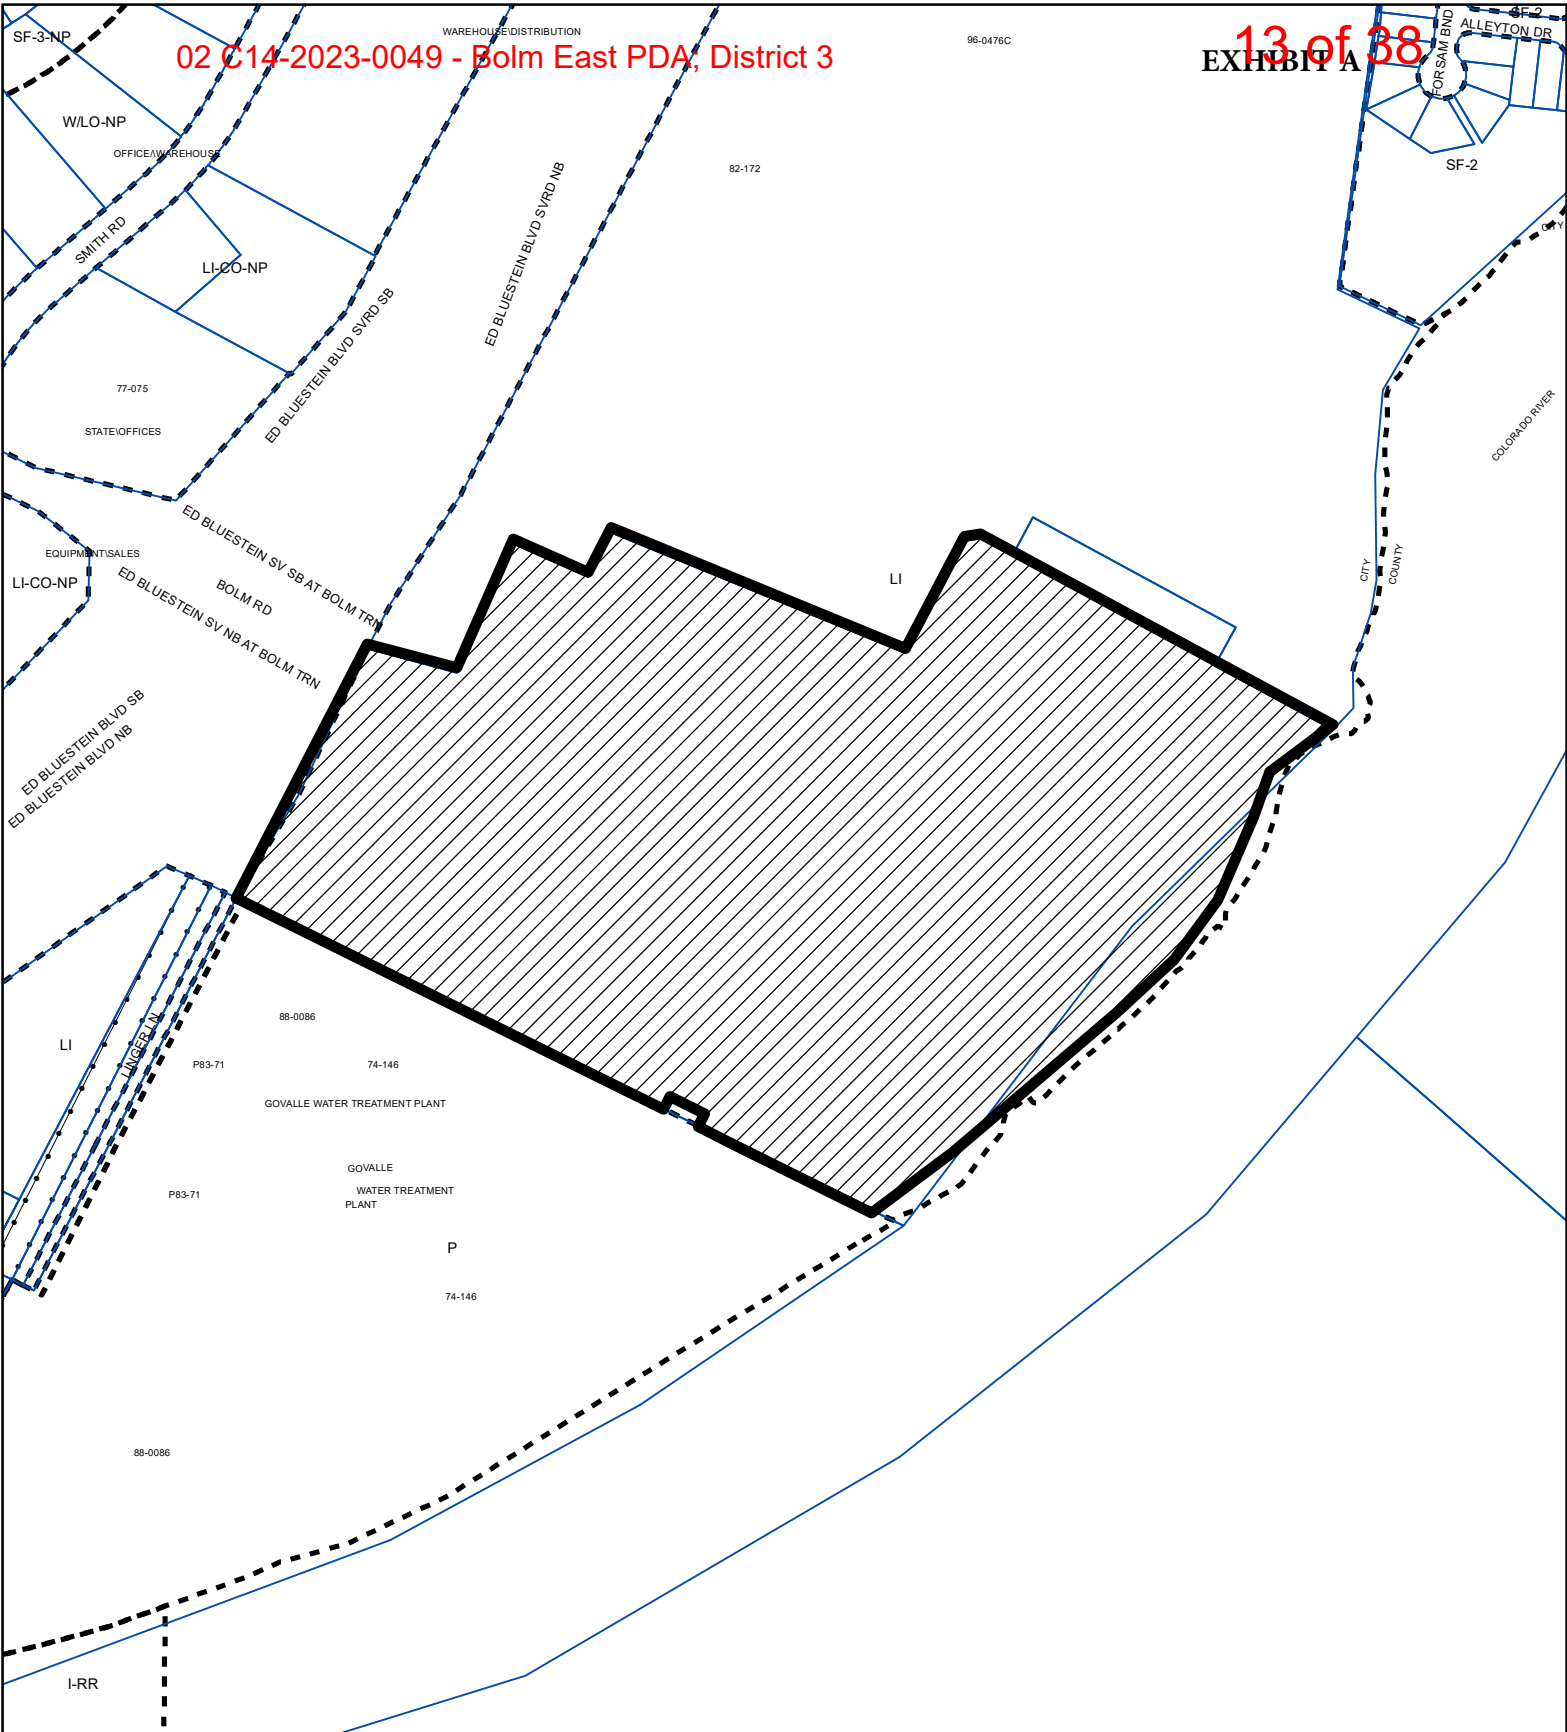 SF-3-NP
WAREHOUSE\DISTRIBUTION
02 C14-2023-0049 - Bolm East PDA; District 3
96-0476C
EXHIBIT A
13 of 38
SF-2
ALLEYTON DR
FORSAM BND
W/LO-NP
OFFICE/WAREHOUSE
82-172
SF-2
SMITH RD
LI-CO-NP
ED BLUESTEIN BLVD SVRD NB
CITY
ED BLUESTEIN BLVD SVRD SB
77-075
STATE\OFFICES
COLORADO RIVER
ED BLUESTEIN SV SB AT BOLM TRN
EQUIPMENT\SALES
LI-CO-NP
BOLM RD
ED BLUESTEIN SV NB AT BOLM TRN
LI
CITY
COUNTY
ED BLUESTEIN BLVD SB
ED BLUESTEIN BLVD NB
88-0086
LI
LINGER LN
P83-71
74-146
GOVALLE WATER TREATMENT PLANT
GOVALLE
WATER TREATMENT
PLANT
P83-71
P
74-146
88-0086
I-RR